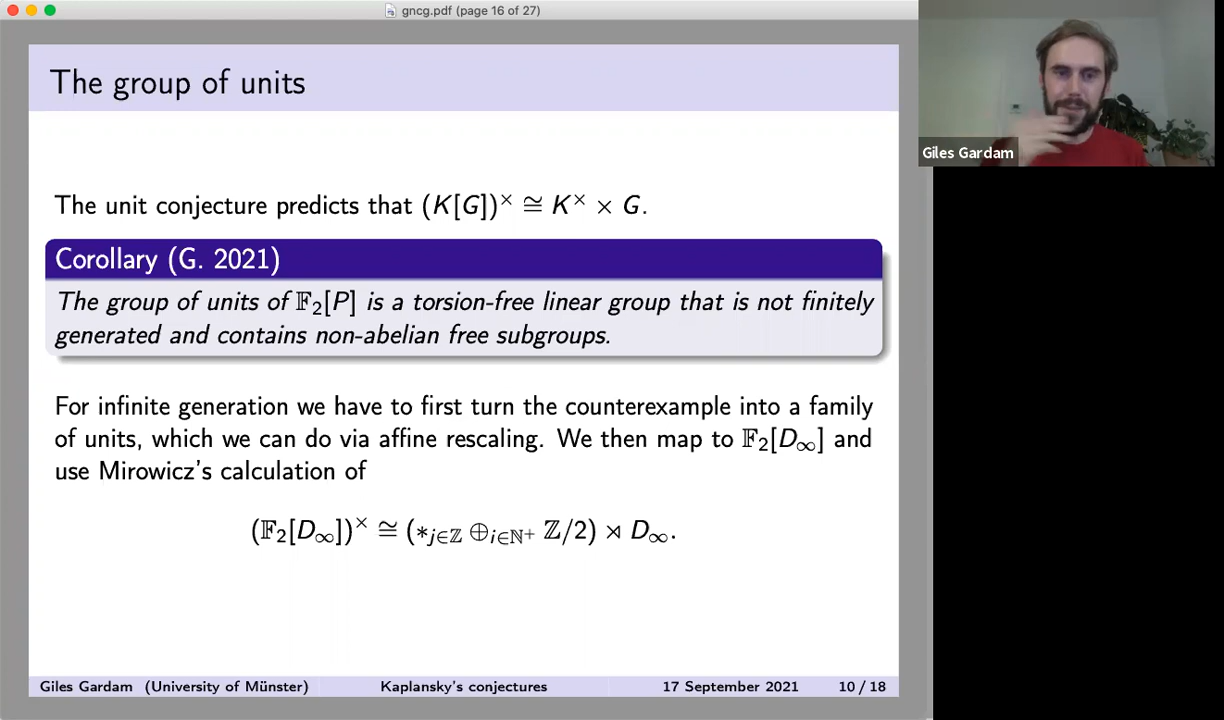 gncg.pdf (page 16 of 27)
The group of units
The unit conjecture predicts that (K[G])ˣ ≅ Kˣ × G.
Corollary (G. 2021)
The group of units of 𝔽₂[P] is a torsion-free linear group that is not finitely
generated and contains non-abelian free subgroups.
For infinite generation we have to first turn the counterexample into a family
of units, which we can do via affine rescaling. We then map to 𝔽₂[D∞] and
use Mirowicz's calculation of
(𝔽₂[D∞])ˣ ≅ (∗_{j∈ℤ} ⊕_{i∈ℕ⁺} ℤ/2) ⋊ D∞.
Giles Gardam (University of Münster) Kaplansky's conjectures 17 September 2021 10 / 18
Giles Gardam